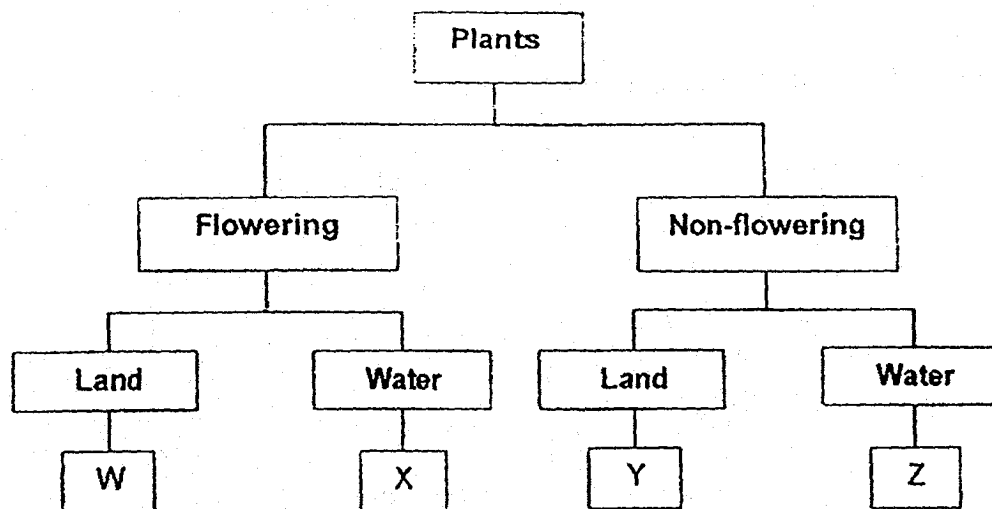 Plants
Flowering
Non-flowering
Land
Water
Land
Water
W
X
Y
Z